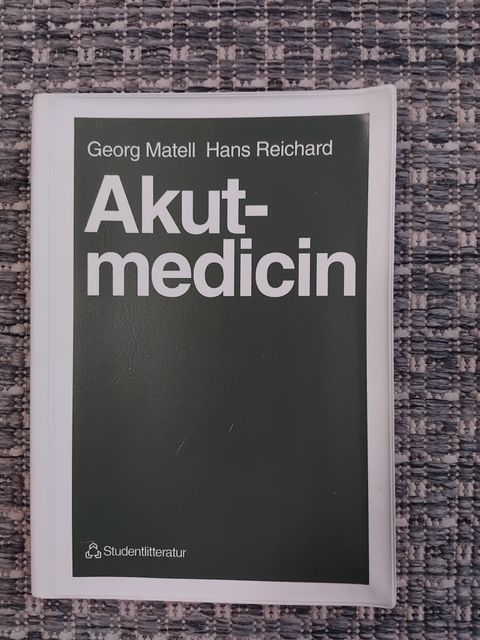 Georg Matell Hans Reichard
Akut-
medicin
Studentlitteratur